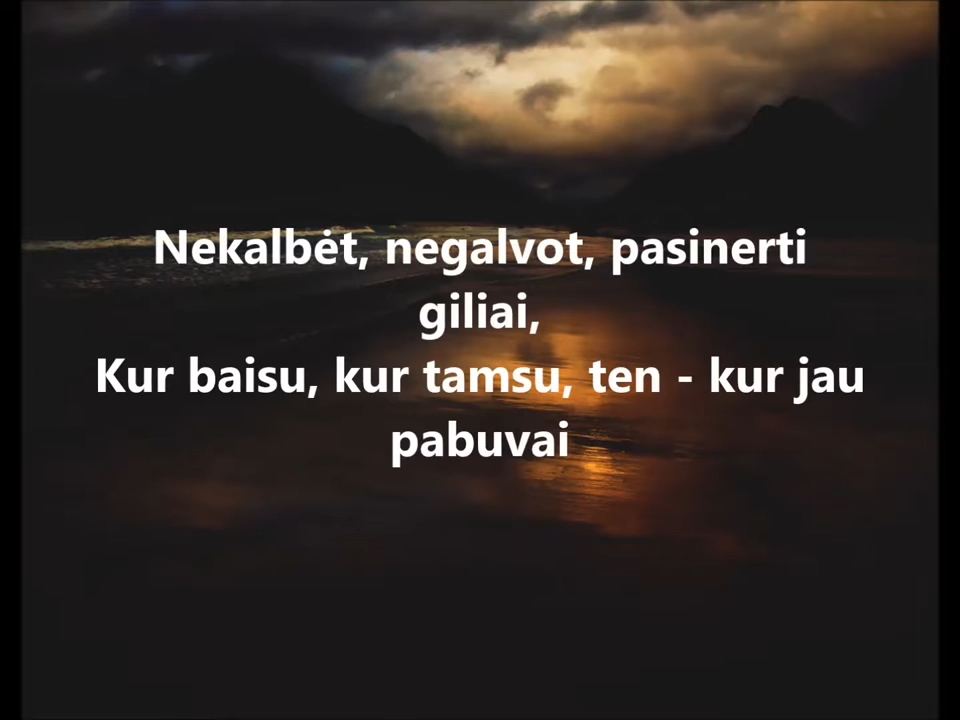 Nekalbėt, negalvot, pasinerti
giliai,
Kur baisu, kur tamsu, ten - kur jau
pabuvai